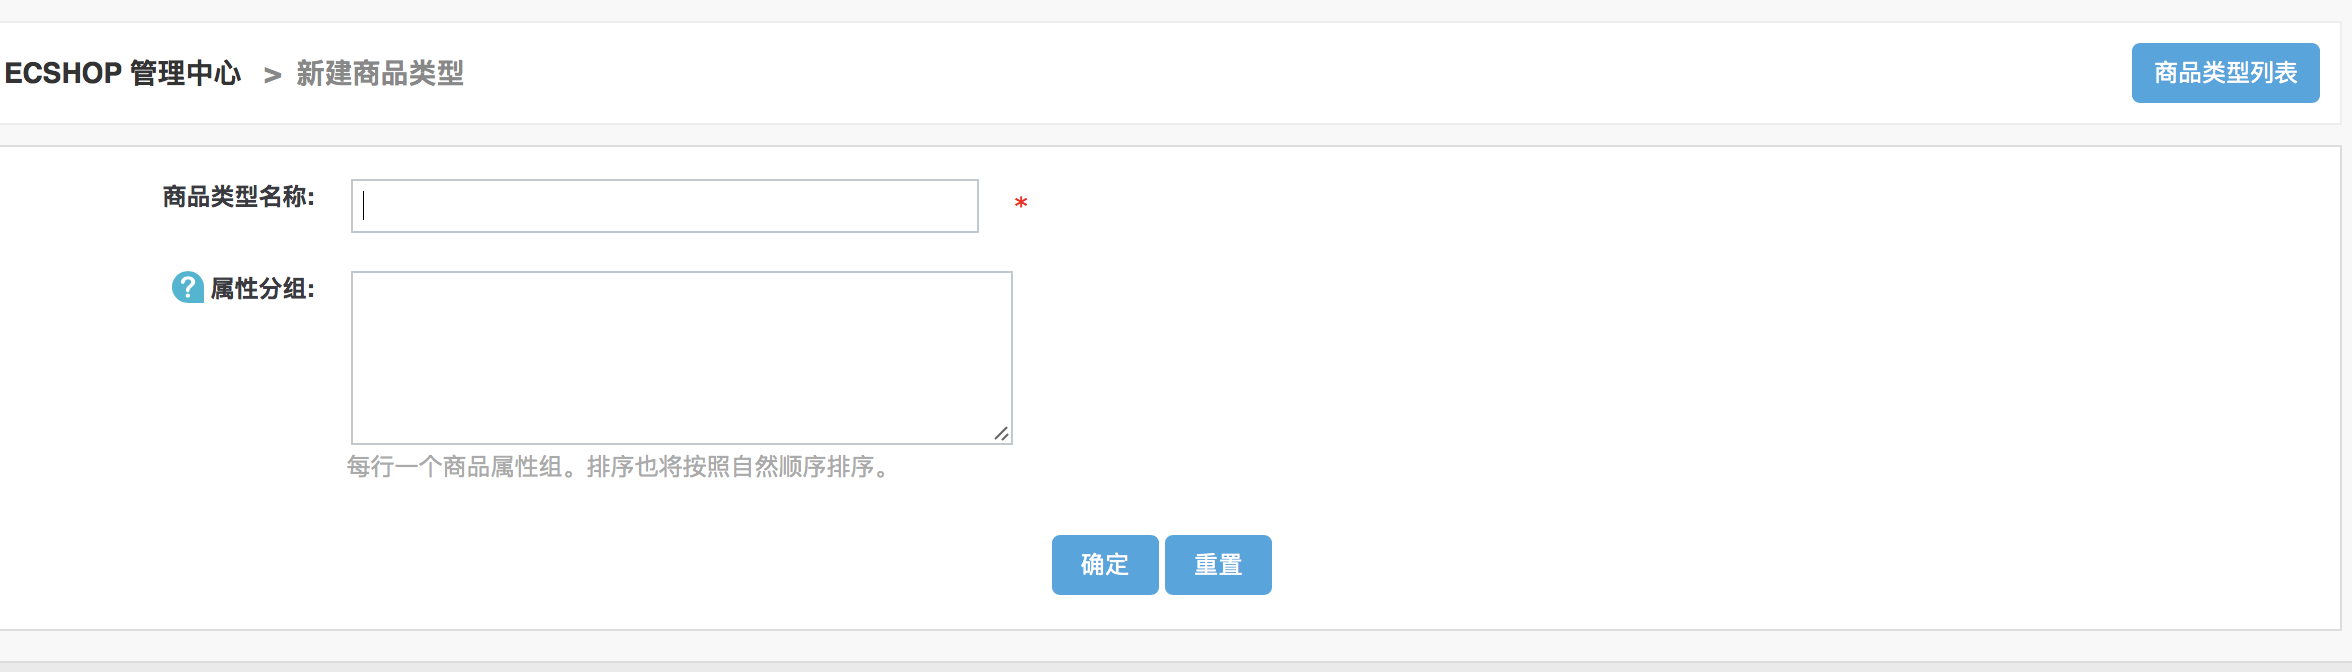 ECSHOP 管理中心 > 新建商品类型
商品类型列表
商品类型名称: *
? 属性分组:
每行一个商品属性组。排序也将按照自然顺序排序。
确定 重置